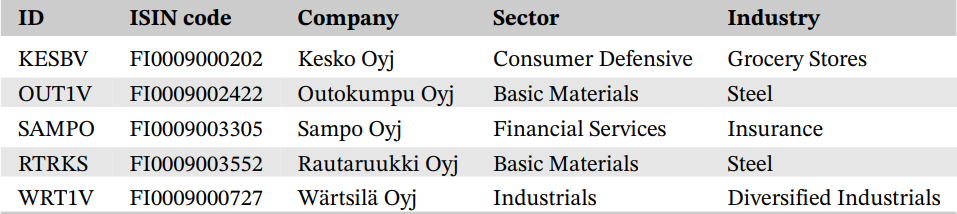 ID ISIN code Company Sector Industry
KESBV FI0009000202 Kesko Oyj Consumer Defensive Grocery Stores
OUT1V FI0009002422 Outokumpu Oyj Basic Materials Steel
SAMPO FI0009003305 Sampo Oyj Financial Services Insurance
RTRKS FI0009003552 Rautaruukki Oyj Basic Materials Steel
WRT1V FI0009000727 Wärtsilä Oyj Industrials Diversified Industrials